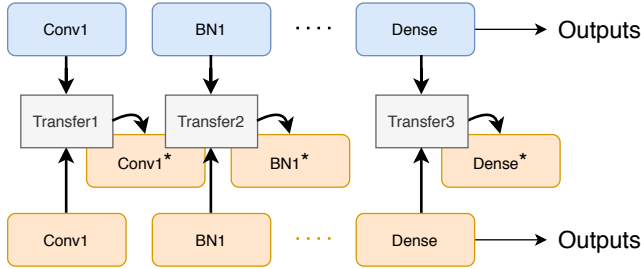 Conv1 BN1 Dense Outputs
Transfer1 Transfer2 Transfer3
Conv1* BN1* Dense*
Conv1 BN1 Dense Outputs